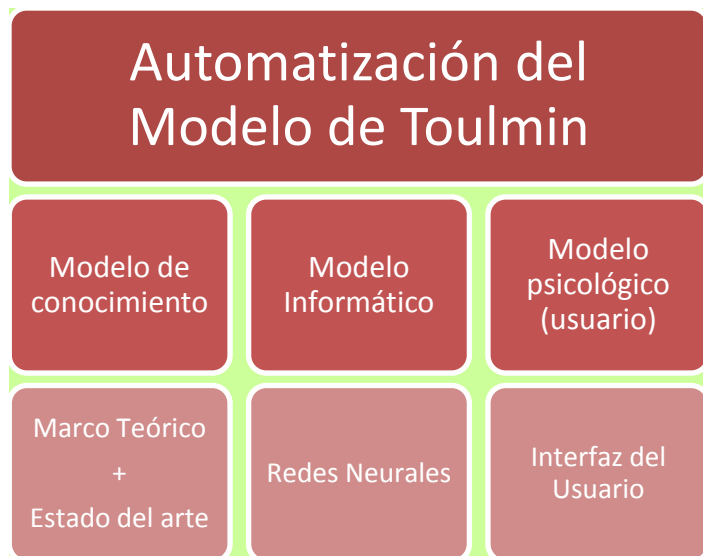 Automatización del
Modelo de Toulmin
Modelo de
conocimiento
Modelo
Informático
Modelo
psicológico
(usuario)
Marco Teórico
+
Estado del arte
Redes Neurales
Interfaz del
Usuario